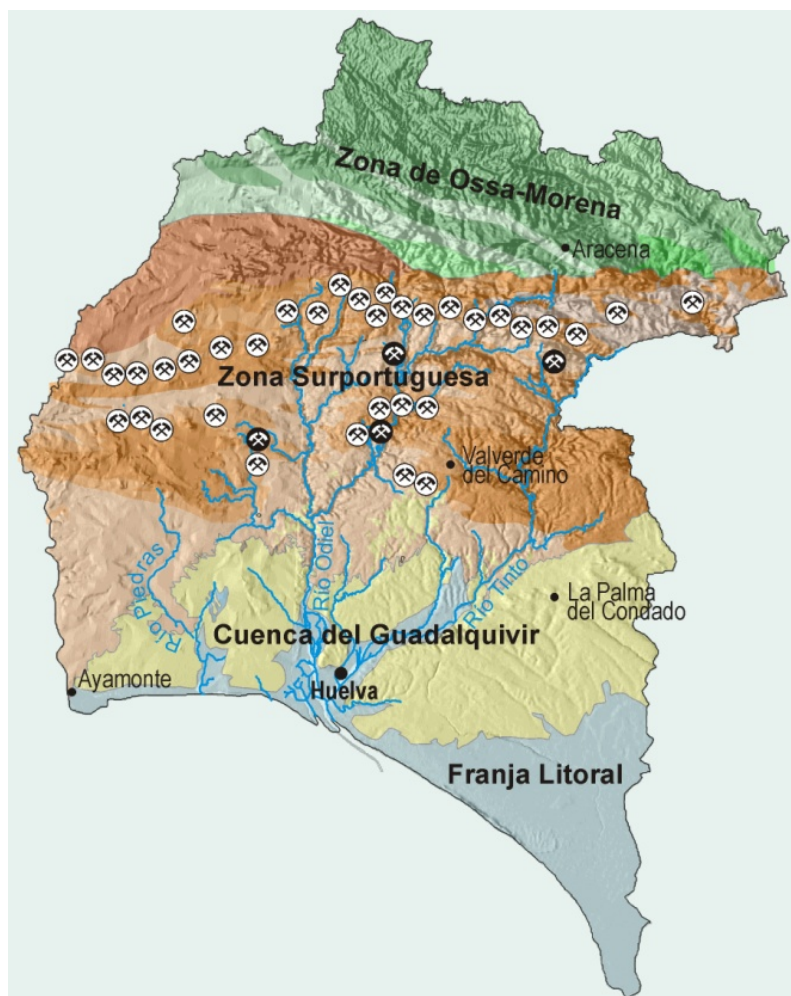 Zona de Ossa-Morena
Aracena
Zona Surportuguesa
Valverde
del Camino
Río Piedras
Río Odiel
Río Tinto
La Palma
del Condado
Cuenca del Guadalquivir
Ayamonte
Huelva
Franja Litoral